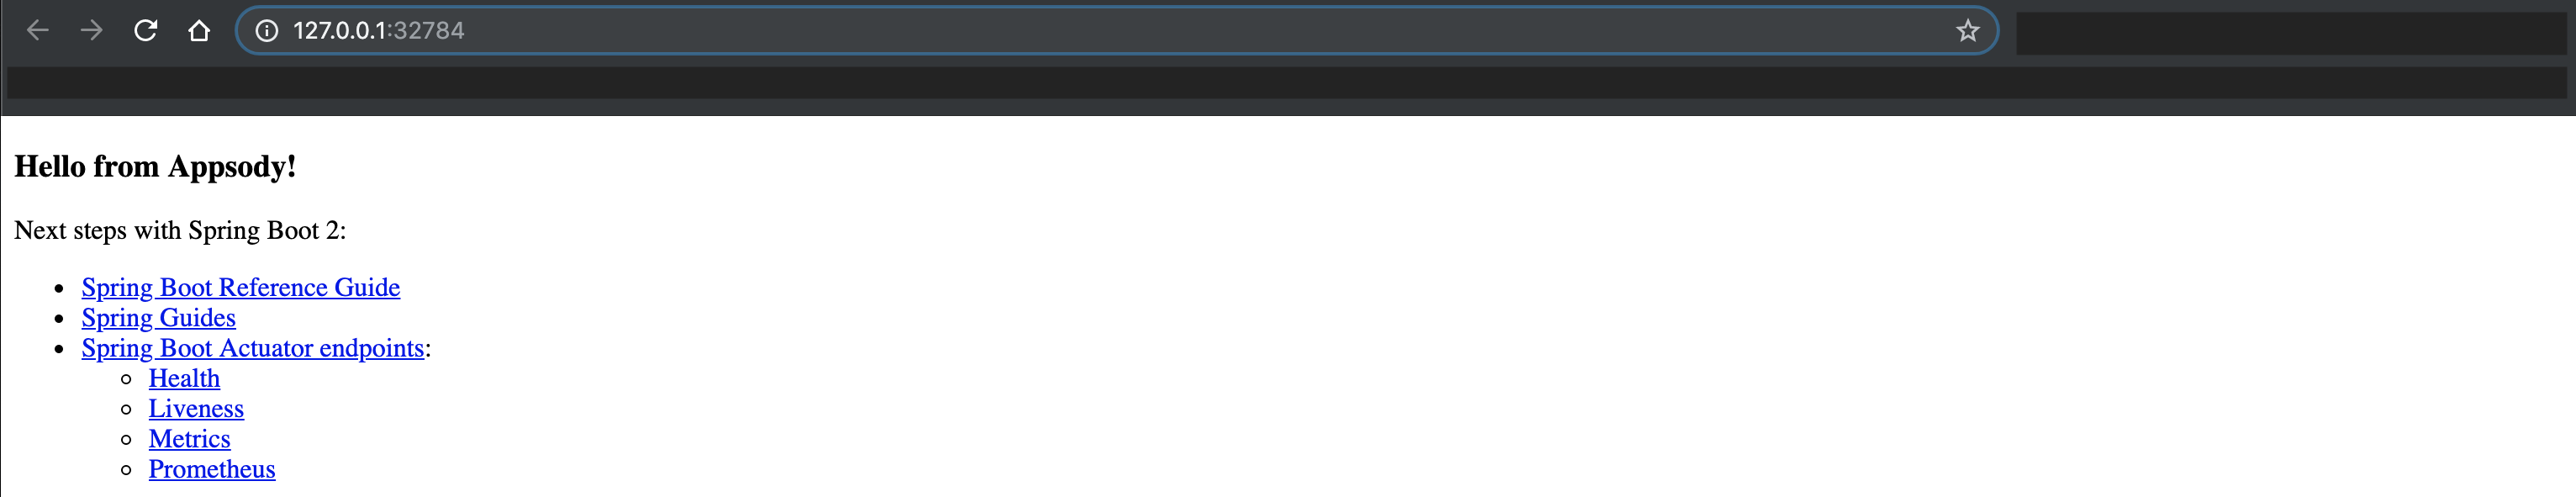 127.0.0.1:32784
Hello from Appsody!
Next steps with Spring Boot 2:
Spring Boot Reference Guide
Spring Guides
Spring Boot Actuator endpoints:
Health
Liveness
Metrics
Prometheus